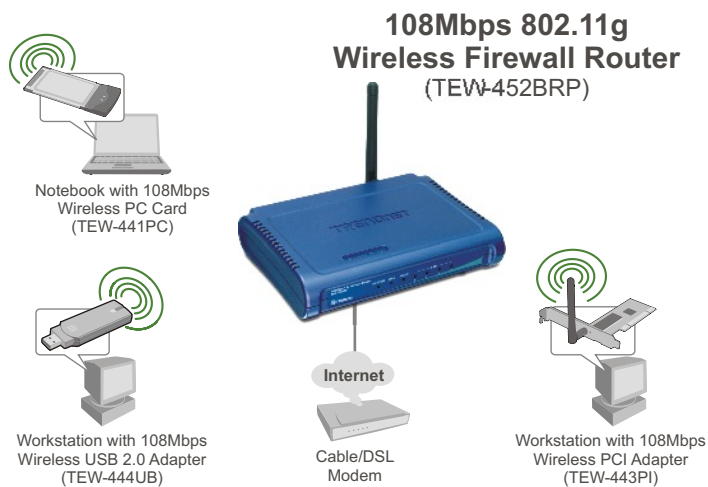 108Mbps 802.11g
Wireless Firewall Router
(TEW-452BRP)
Notebook with 108Mbps
Wireless PC Card
(TEW-441PC)
TRENDNET
Internet
Workstation with 108Mbps
Wireless USB 2.0 Adapter
(TEW-444UB)
Cable/DSL
Modem
Workstation with 108Mbps
Wireless PCI Adapter
(TEW-443PI)